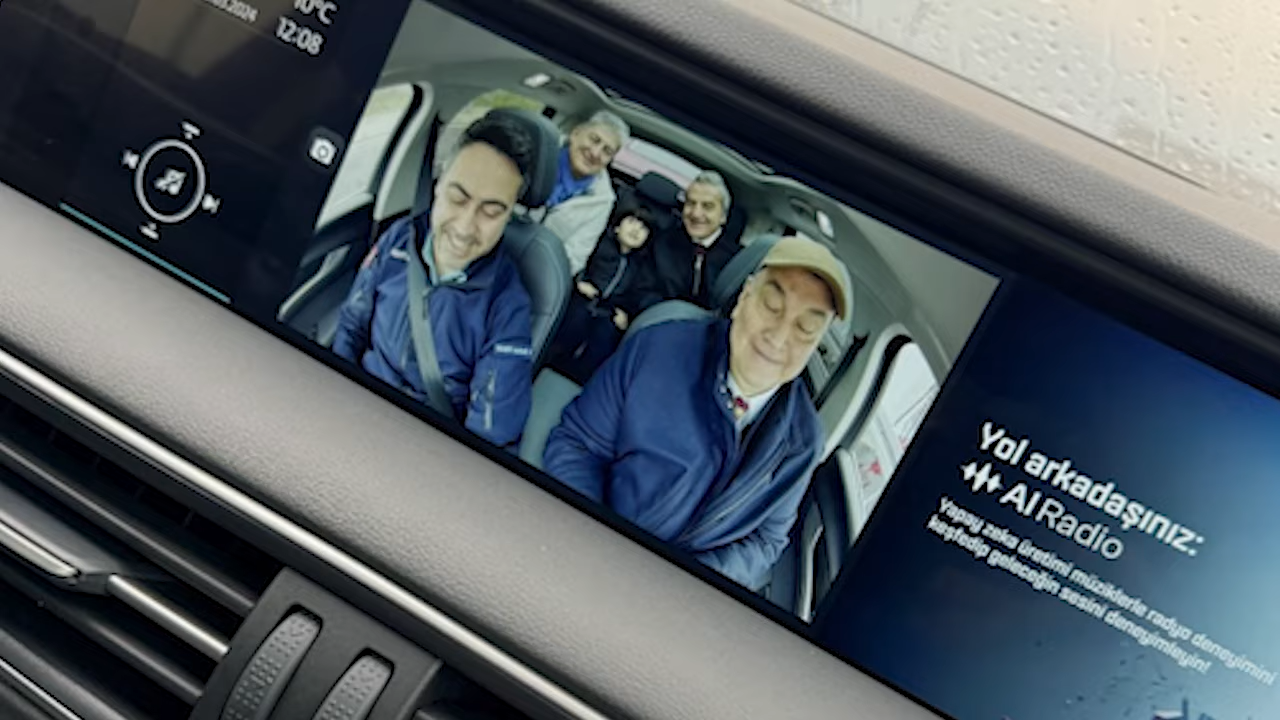 10°C
12:08
Yol arkadaşınız:
AI Radio
Yapay zeka üretimi müziklerle radyo deneyimini
keşfedip geleceğin sesini deneyimleyin!